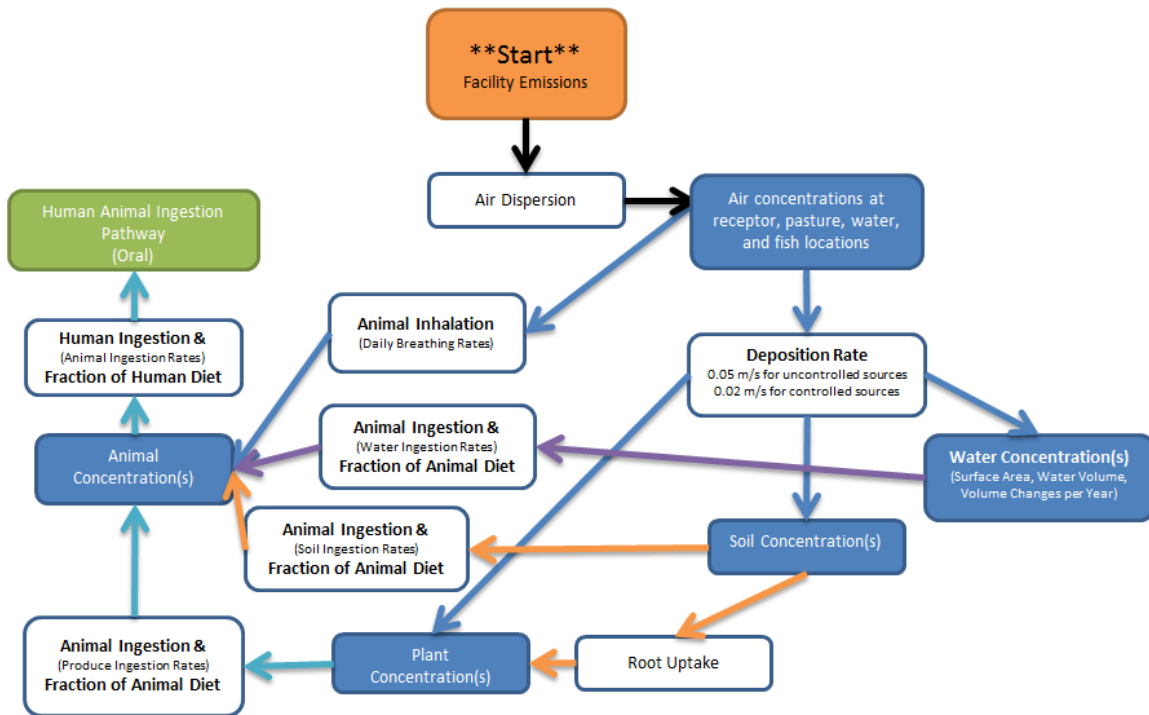 **Start**
Facility Emissions
Air Dispersion
Air concentrations at
receptor, pasture, water,
and fish locations
Human Animal Ingestion
Pathway
(Oral)
Animal Inhalation
(Daily Breathing Rates)
Human Ingestion &
(Animal Ingestion Rates)
Fraction of Human Diet
Deposition Rate
0.05 m/s for uncontrolled sources
0.02 m/s for controlled sources
Animal Ingestion &
(Water Ingestion Rates)
Fraction of Animal Diet
Animal
Concentration(s)
Water Concentration(s)
(Surface Area, Water Volume,
Volume Changes per Year)
Animal Ingestion &
(Soil Ingestion Rates)
Fraction of Animal Diet
Soil Concentration(s)
Animal Ingestion &
(Produce Ingestion Rates)
Fraction of Animal Diet
Plant
Concentration(s)
Root Uptake